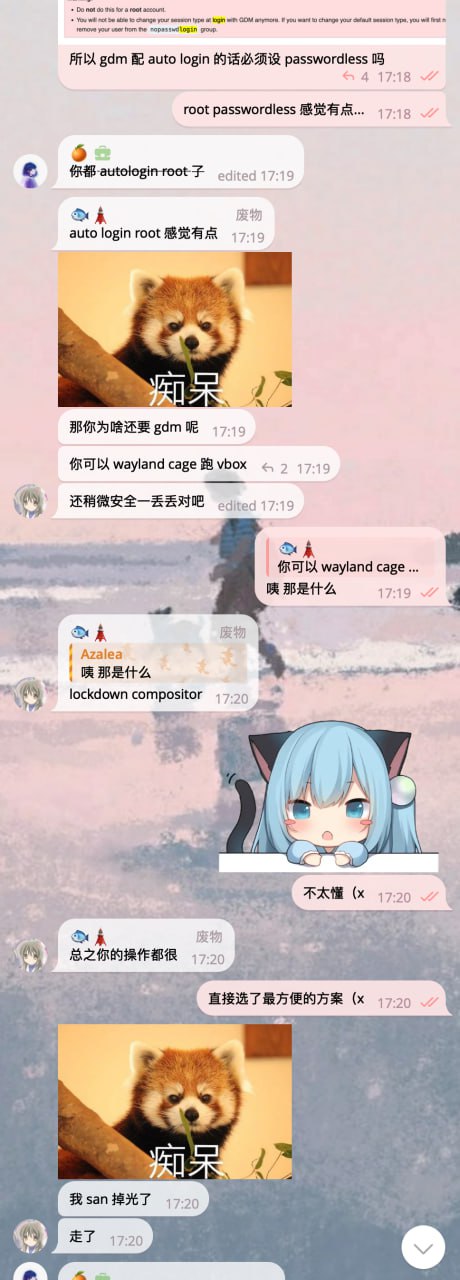 Do not do this for a root account.
You will not be able to change your session type at login with GDM anymore. If you want to change your default session type, you will first n
remove your user from the nopasswdlogin group.
所以 gdm 配 auto login 的话必须设 passwordless 吗
4 17:18
root passwordless 感觉有点... 17:18
你都 autologin root 子 edited 17:19
废物
auto login root 感觉有点 17:19
痴呆
那你为啥还要 gdm 呢 17:19
你可以 wayland cage 跑 vbox 2 17:19
还稍微安全一丢丢对吧 edited 17:19
你可以 wayland cage ...
咦 那是什么 17:19
废物
Azalea
咦 那是什么
lockdown compositor 17:20
不太懂（x 17:20
废物
总之你的操作都很 17:20
直接选了最方便的方案（x 17:20
痴呆
我 san 掉光了 17:20
走了 17:20